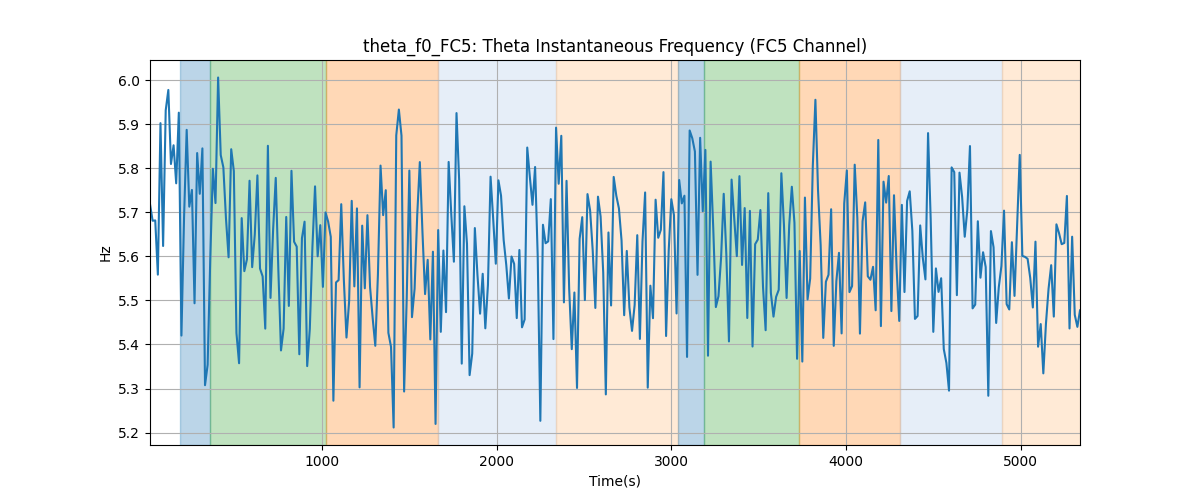 theta_f0_FC5: Theta Instantaneous Frequency (FC5 Channel)
6.0
5.9
5.8
5.7
5.6
5.5
5.4
5.3
5.2
Hz
1000 2000 3000 4000 5000
Time(s)